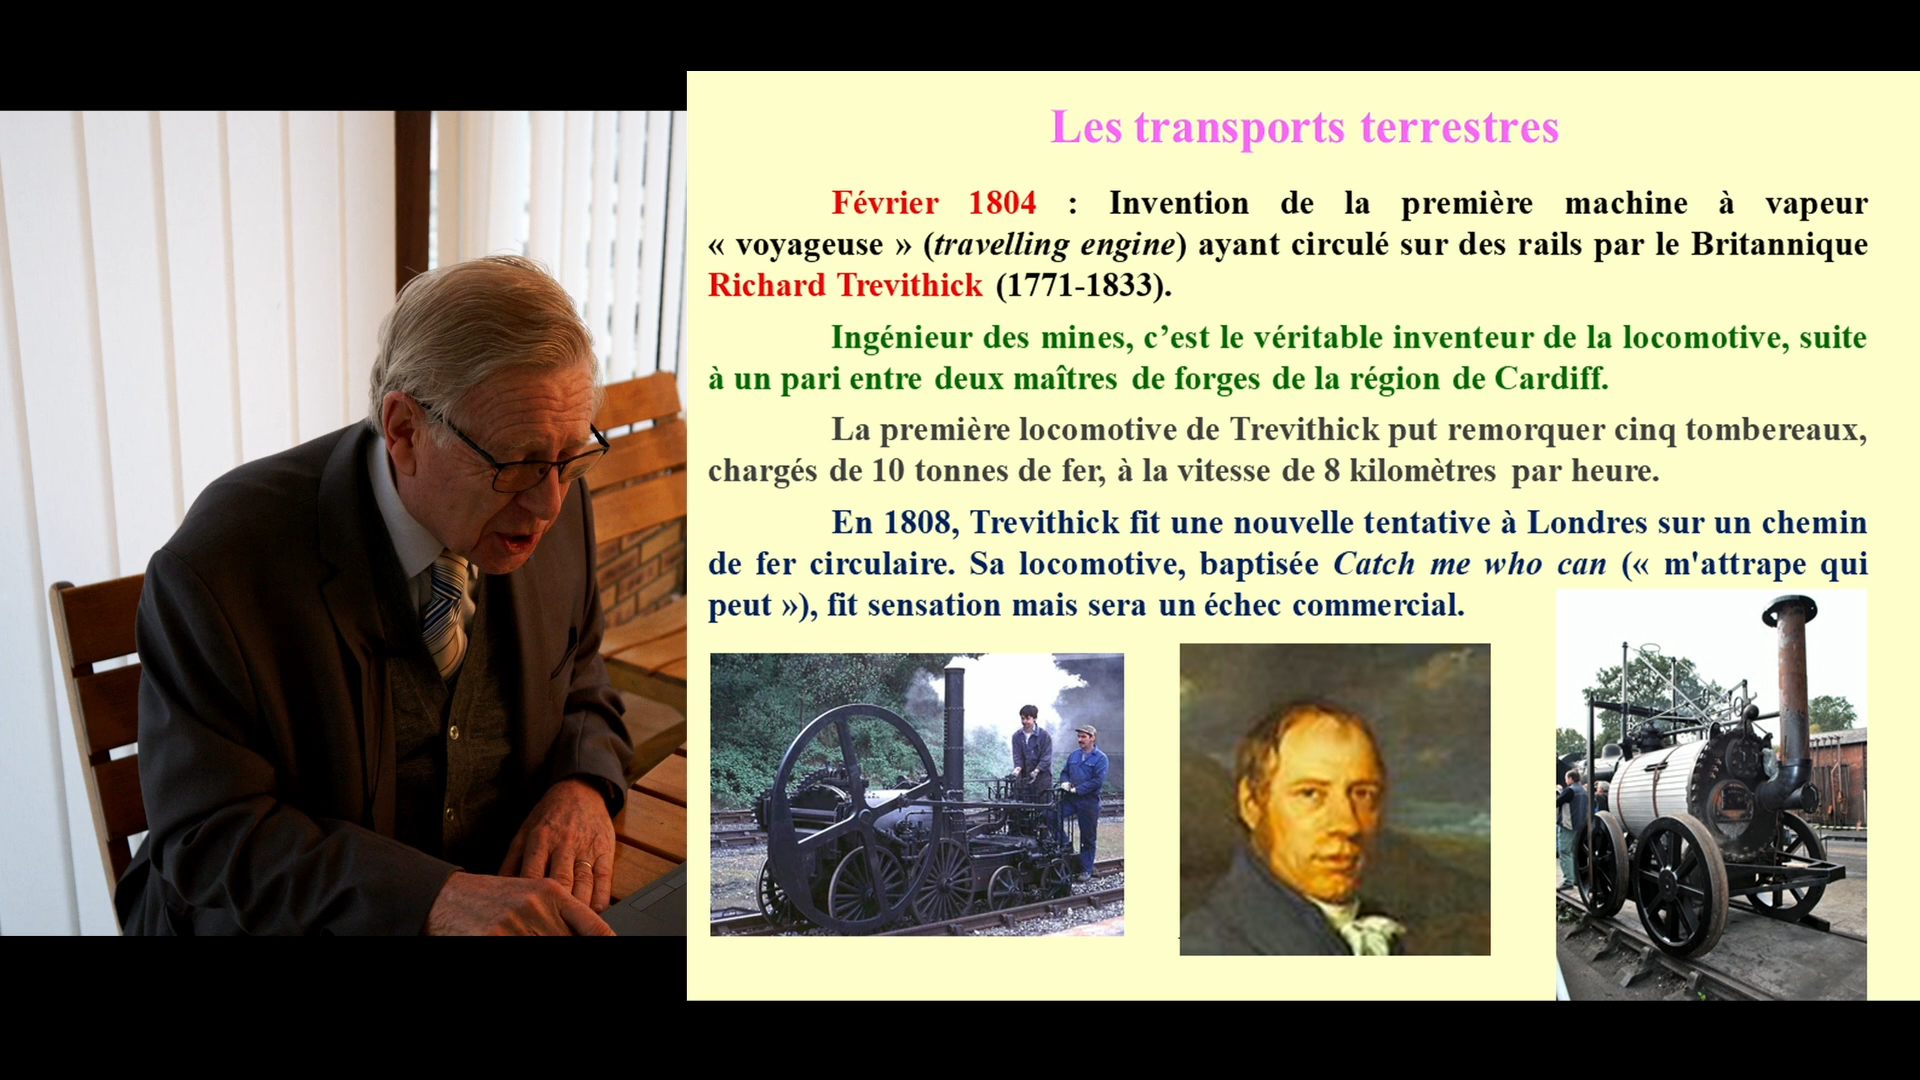 Les transports terrestres
Février 1804 : Invention de la première machine à vapeur
« voyageuse » (travelling engine) ayant circulé sur des rails par le Britannique
Richard Trevithick (1771-1833).
Ingénieur des mines, c’est le véritable inventeur de la locomotive, suite
à un pari entre deux maîtres de forges de la région de Cardiff.
La première locomotive de Trevithick put remorquer cinq tombereaux,
chargés de 10 tonnes de fer, à la vitesse de 8 kilomètres par heure.
En 1808, Trevithick fit une nouvelle tentative à Londres sur un chemin
de fer circulaire. Sa locomotive, baptisée Catch me who can (« m'attrape qui
peut »), fit sensation mais sera un échec commercial.